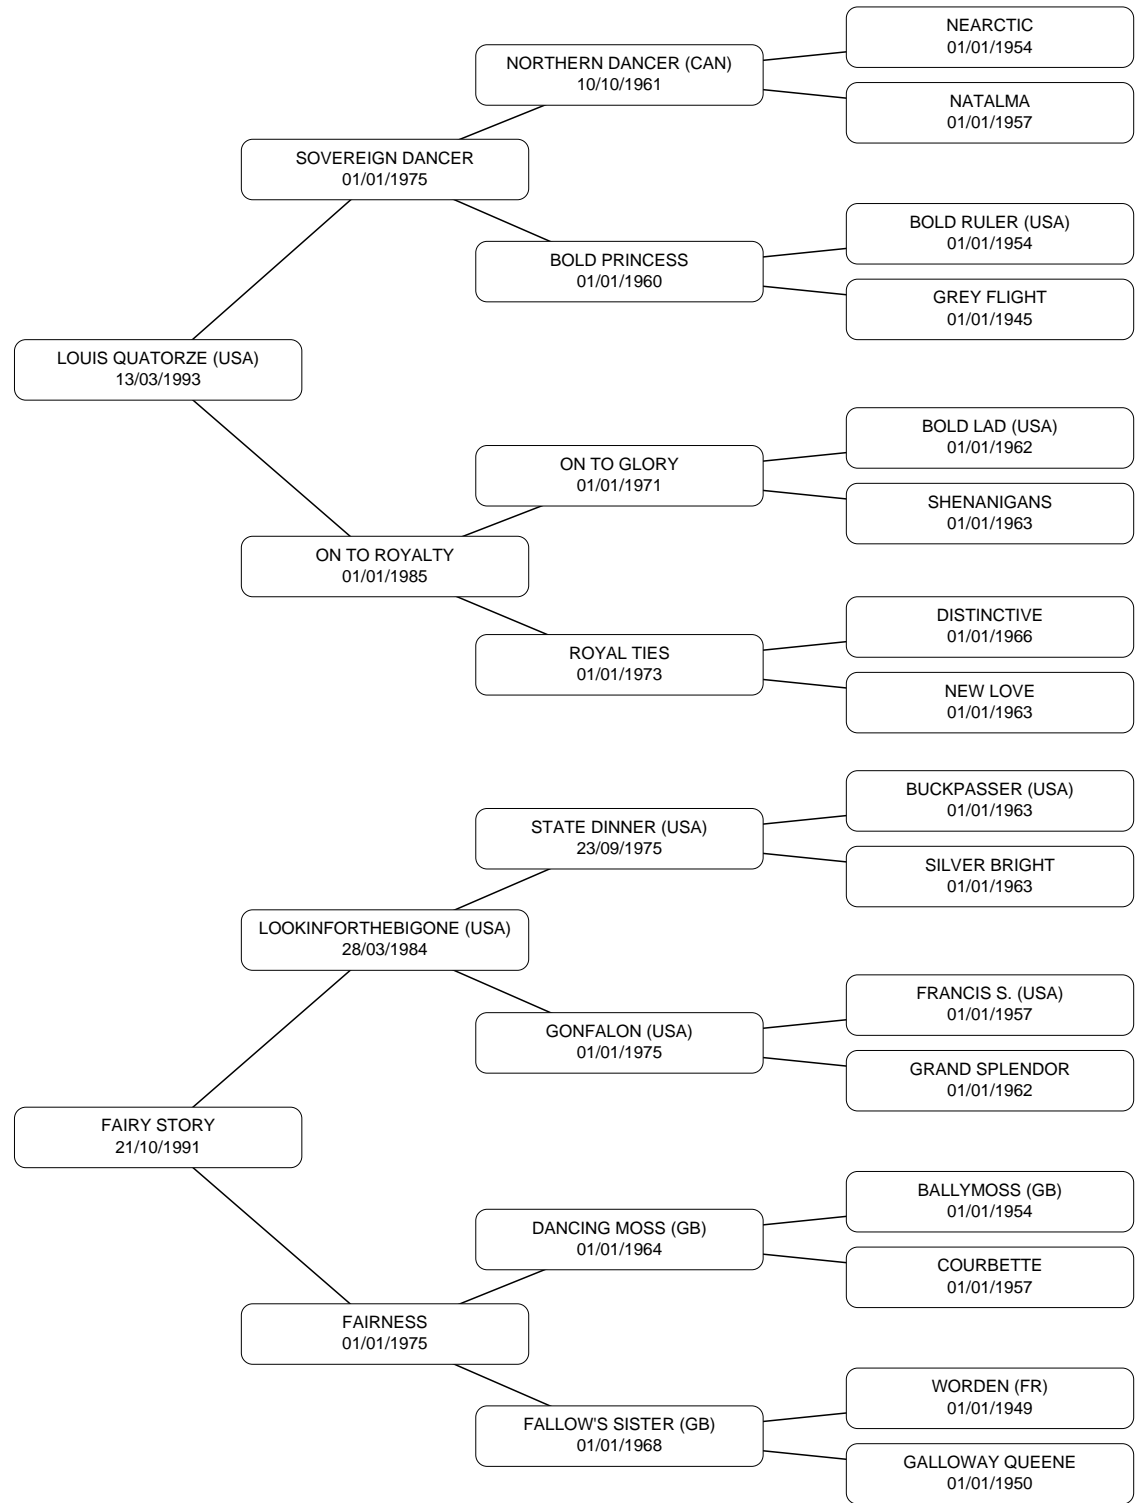 NEARCTIC
01/01/1954
NORTHERN DANCER (CAN)
10/10/1961
NATALMA
01/01/1957
SOVEREIGN DANCER
01/01/1975
BOLD RULER (USA)
01/01/1954
BOLD PRINCESS
01/01/1960
GREY FLIGHT
01/01/1945
LOUIS QUATORZE (USA)
13/03/1993
BOLD LAD (USA)
01/01/1962
ON TO GLORY
01/01/1971
SHENANIGANS
01/01/1963
ON TO ROYALTY
01/01/1985
DISTINCTIVE
01/01/1966
ROYAL TIES
01/01/1973
NEW LOVE
01/01/1963
BUCKPASSER (USA)
01/01/1963
STATE DINNER (USA)
23/09/1975
SILVER BRIGHT
01/01/1963
LOOKINFORTHEBIGONE (USA)
28/03/1984
FRANCIS S. (USA)
01/01/1957
GONFALON (USA)
01/01/1975
GRAND SPLENDOR
01/01/1962
FAIRY STORY
21/10/1991
BALLYMOSS (GB)
01/01/1954
DANCING MOSS (GB)
01/01/1964
COURBETTE
01/01/1957
FAIRNESS
01/01/1975
WORDEN (FR)
01/01/1949
FALLOW'S SISTER (GB)
01/01/1968
GALLOWAY QUEENE
01/01/1950